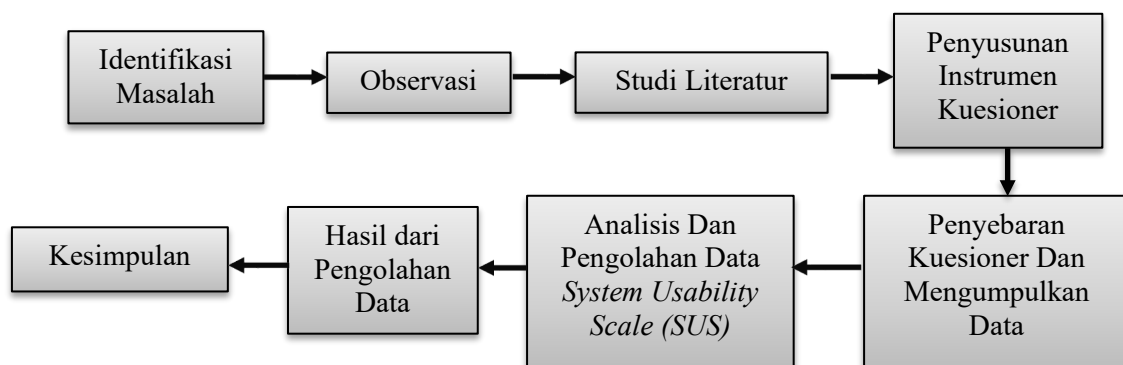 Identifikasi
Masalah
Observasi
Studi Literatur
Penyusunan
Instrumen
Kuesioner
Penyebaran
Kuesioner Dan
Mengumpulkan
Data
Analisis Dan
Pengolahan Data
System Usability
Scale (SUS)
Hasil dari
Pengolahan
Data
Kesimpulan